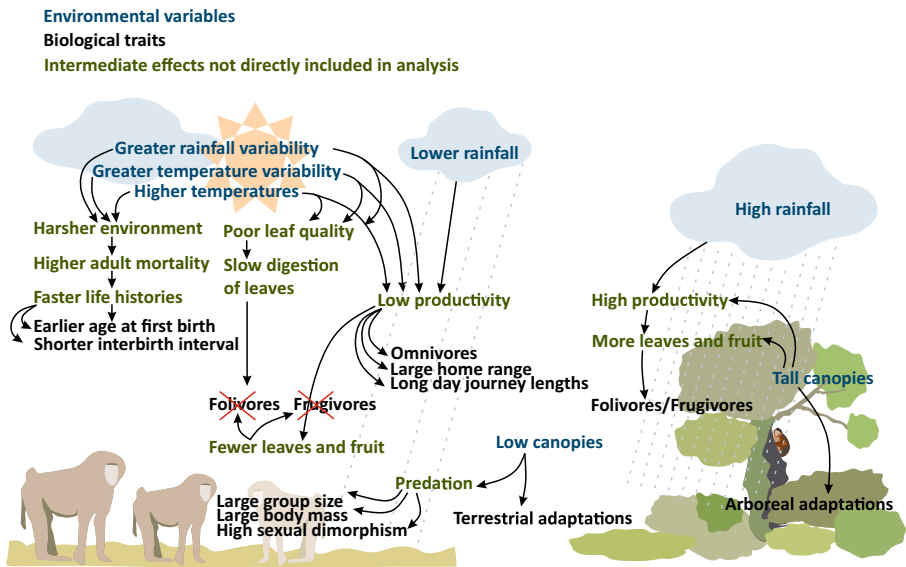 Environmental variables
Biological traits
Intermediate effects not directly included in analysis
Greater rainfall variability
Greater temperature variability
Higher temperatures
Lower rainfall
High rainfall
Harsher environment
Higher adult mortality
Faster life histories
Earlier age at first birth
Shorter interbirth interval
Poor leaf quality
Slow digestion
of leaves
Low productivity
Omnivores
Large home range
Long day journey lengths
Folivores
Frugivores
Fewer leaves and fruit
Low canopies
Predation
Large group size
Large body mass
High sexual dimorphism
Terrestrial adaptations
High productivity
More leaves and fruit
Tall canopies
Folivores/Frugivores
Arboreal adaptations